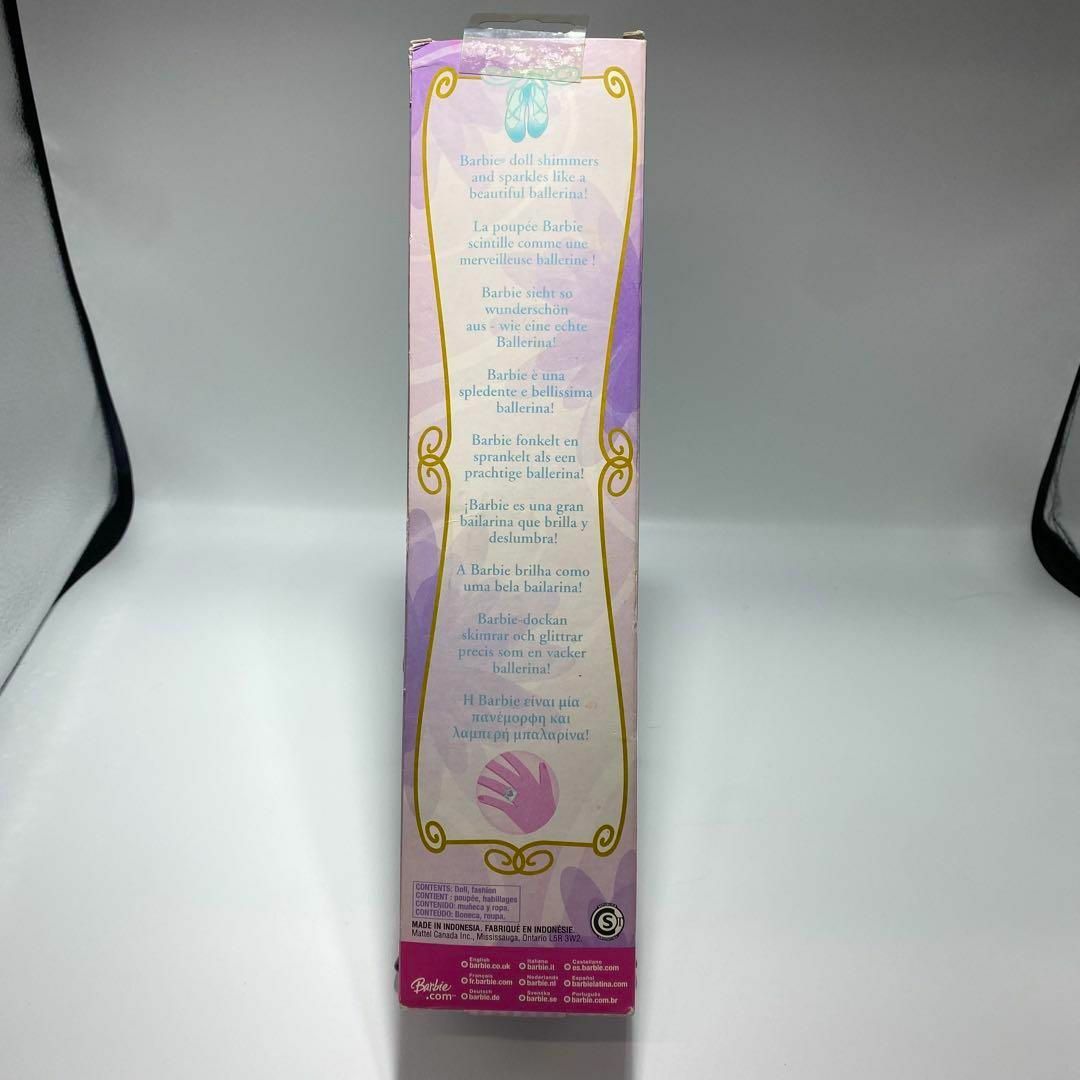 Barbie® doll shimmers
and sparkles like a
beautiful ballerina!
La poupée Barbie
scintille comme une
merveilleuse ballerine !
Barbie sieht so
wunderschön
aus - wie eine echte
Ballerina!
Barbie è una
spledente e bellissima
ballerina!
Barbie fonkelt en
sprankelt als een
prachtige ballerina!
¡Barbie es una gran
bailarina que brilla y
deslumbra!
A Barbie brilha como
uma bela bailarina!
Barbie-dockan
skimrar och glittrar
precis som en vacker
ballerina!
Η Barbie είναι μία
πανέμορφη και
λαμπερή μπαλαρίνα!
CONTENTS: Doll, fashion
CONTIENT : poupée, habillages
CONTENIDO: muñeca y ropa.
CONTEÚDO: Boneca, roupa.
MADE IN INDONESIA. FABRIQUÉ EN INDONÉSIE.
Mattel Canada Inc., Mississauga, Ontario L5R 3W2.
Barbie
.com™
English
barbie.co.uk
Français
fr.barbie.com
Deutsch
barbie.de
Italiano
barbie.it
Nederlands
barbie.nl
Svenska
barbie.se
Castellano
es.barbie.com
Español
barbielatina.com
Português
barbie.com.br